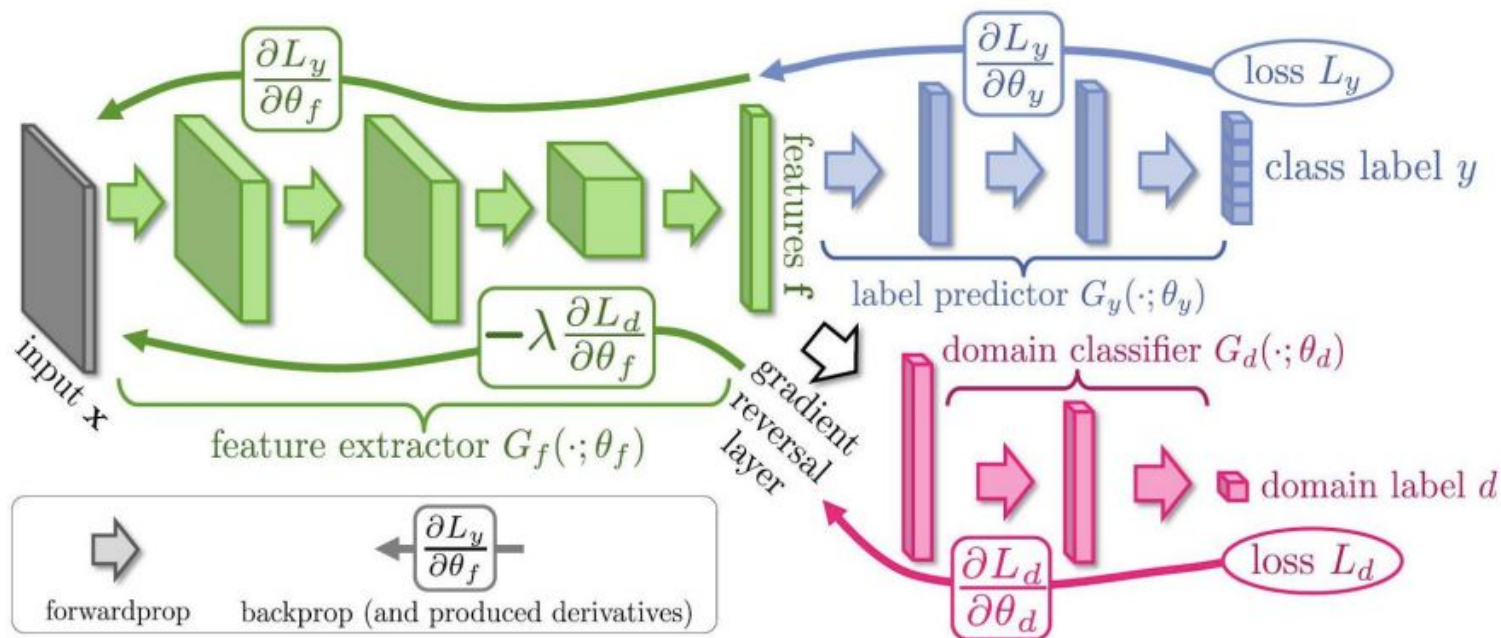 ∂L_y
∂θ_f
∂L_y
∂θ_y
loss L_y
features f
class label y
label predictor G_y(·; θ_y)
−λ ∂L_d
∂θ_f
input x
feature extractor G_f(·; θ_f)
gradient
reversal
layer
domain classifier G_d(·; θ_d)
domain label d
∂L_d
∂θ_d
loss L_d
∂L_y
∂θ_f
forwardprop
backprop (and produced derivatives)